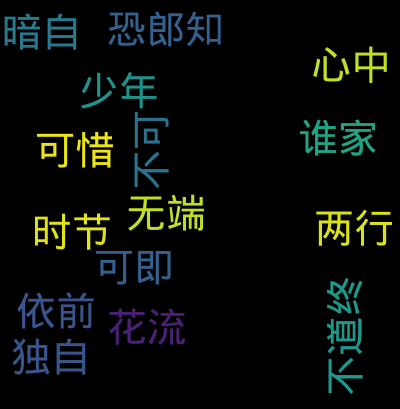 暗自
恐郎知
心中
少年
谁家
可惜
不可
无端
时节
两行
可即
依前
花流
独自
不道终